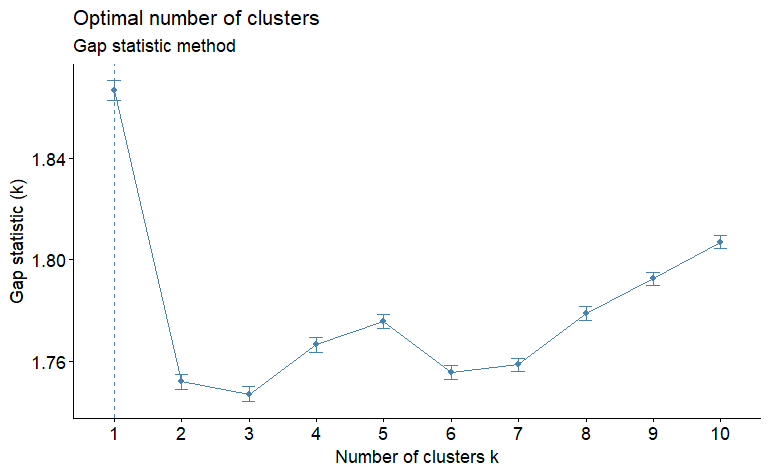 Optimal number of clusters
Gap statistic method
Gap statistic (k)
1.84
1.80
1.76
1 2 3 4 5 6 7 8 9 10
Number of clusters k